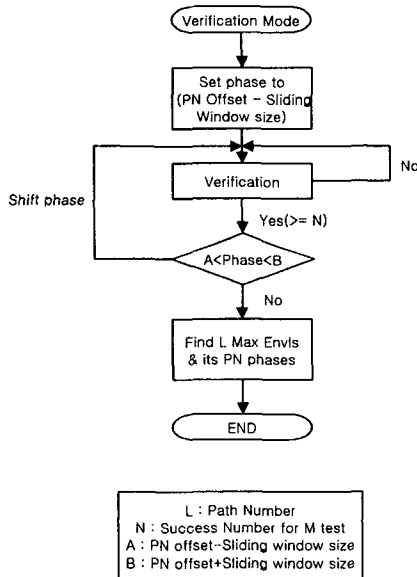 Verification Mode
Set phase to
(PN Offset - Sliding
Window size)
No
Shift phase
Verification
Yes(>= N)
A<Phase<B
No
Find L Max Envls
& its PN phases
END
L : Path Number
N : Success Number for M test
A : PN offset-Sliding window size
B : PN offset+Sliding window size